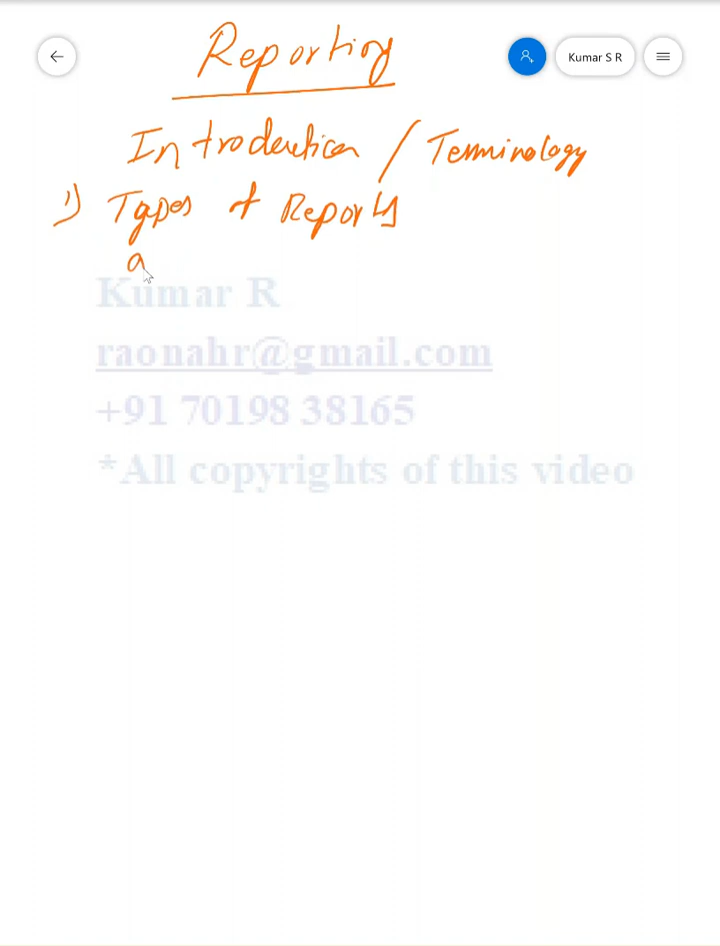 Reporting
Kumar S R
Introduction / Terminology
1) Types of Reports
a
Kumar R
raonahr@gmail.com
+91 70198 38165
*All copyrights of this video